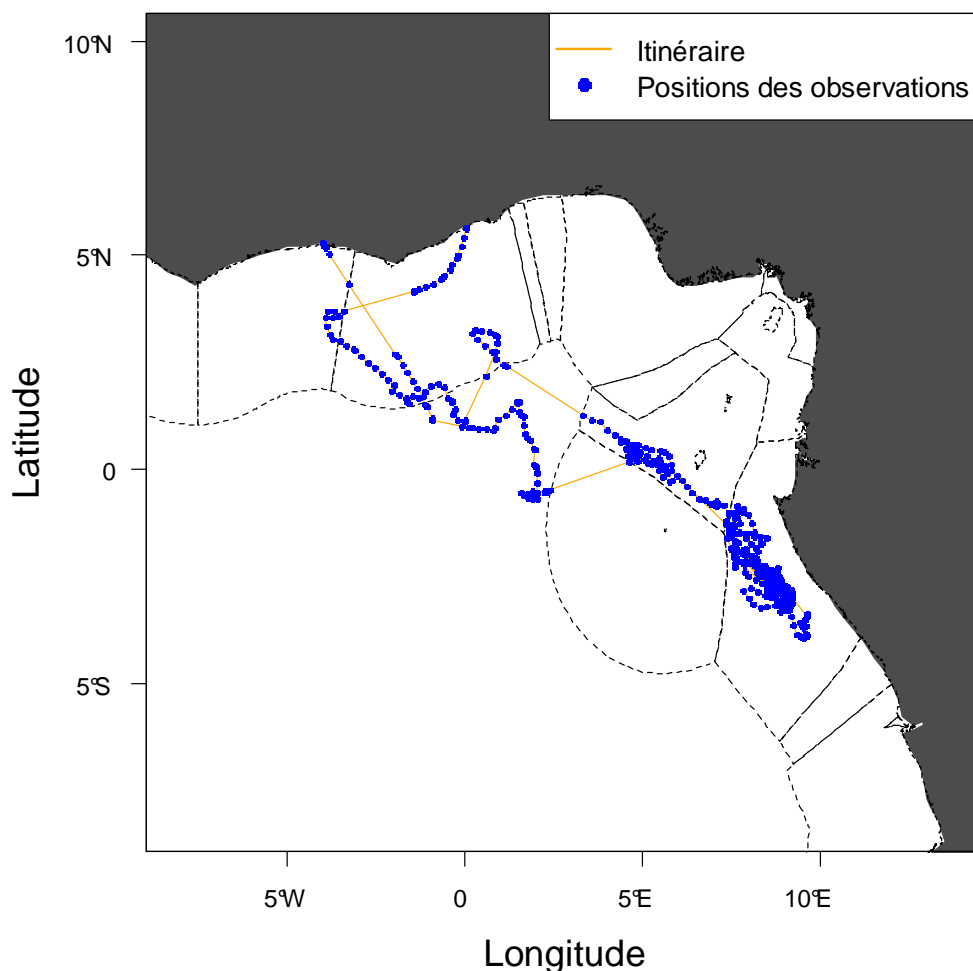 10°N
Itinéraire
Positions des observations
5°N
Latitude
0
5°S
5°W
0
5°E
10°E
Longitude